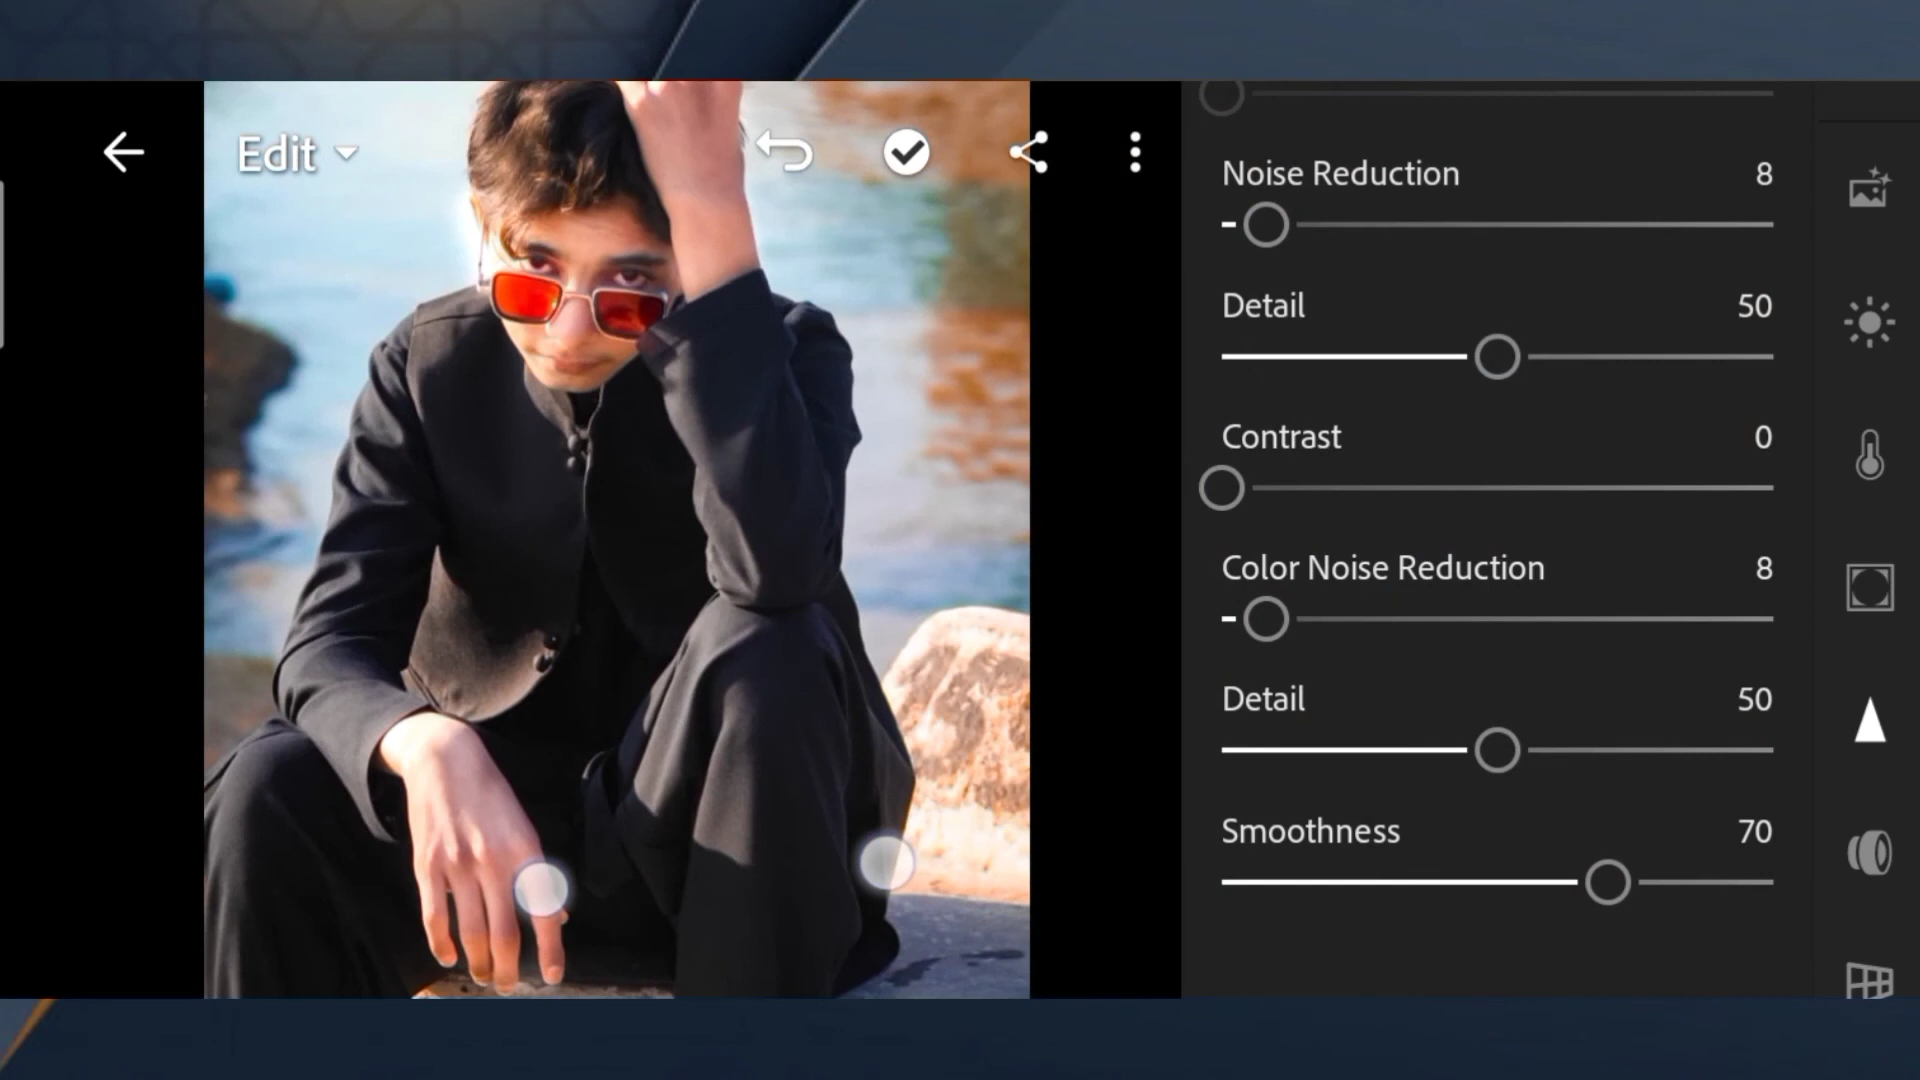 Edit
Noise Reduction 8
Detail 50
Contrast 0
Color Noise Reduction 8
Detail 50
Smoothness 70